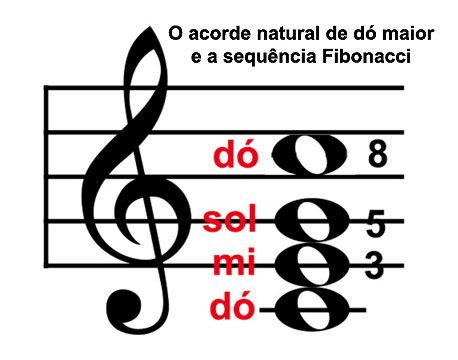 O acorde natural de dó maior
e a sequência Fibonacci
dó 8
sol 5
mi 3
dó